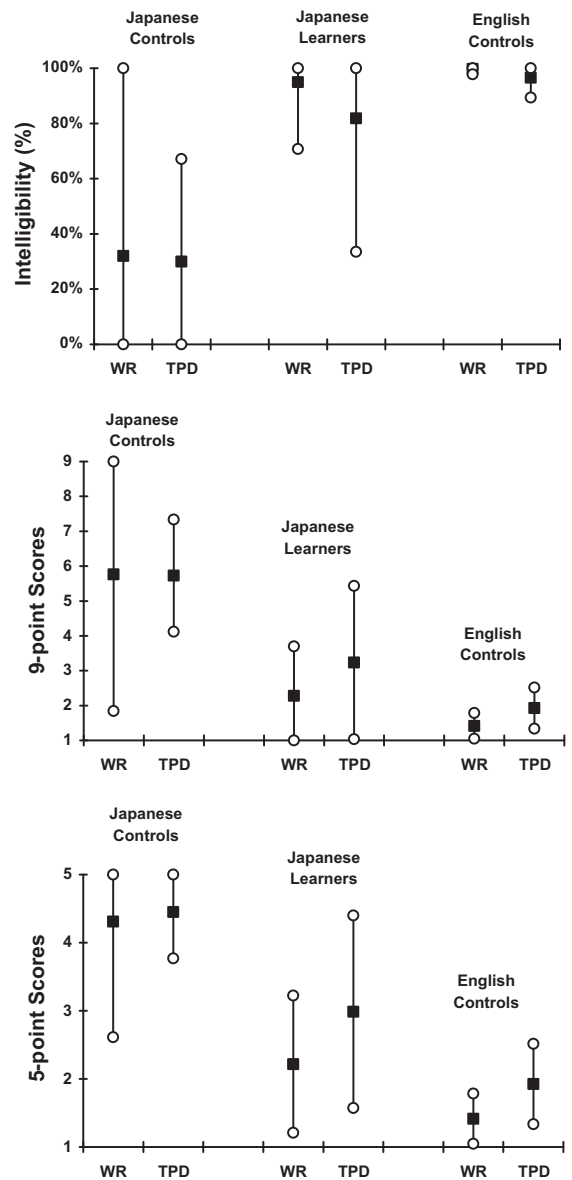 Japanese Controls
Japanese Learners
English Controls
Intelligibility (%)
100%
80%
60%
40%
20%
0%
WR TPD WR TPD WR TPD
Japanese Controls
Japanese Learners
English Controls
9-point Scores
9
8
7
6
5
4
3
2
1
WR TPD WR TPD WR TPD
Japanese Controls
Japanese Learners
English Controls
5-point Scores
5
4
3
2
1
WR TPD WR TPD WR TPD